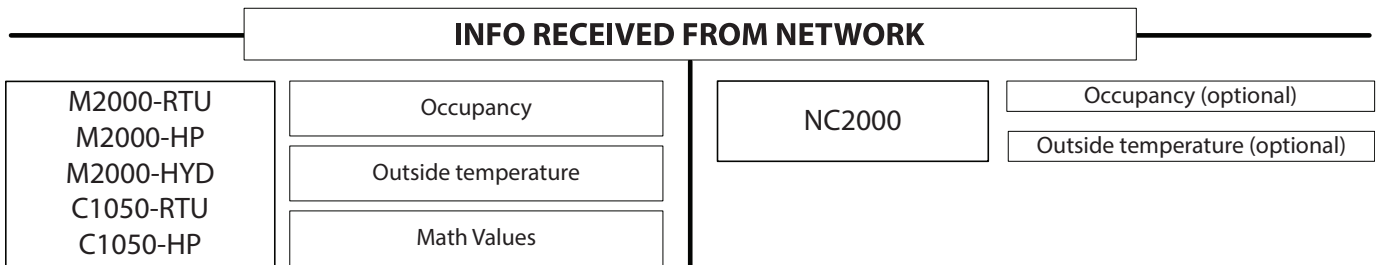 INFO RECEIVED FROM NETWORK
M2000-RTU
M2000-HP
M2000-HYD
C1050-RTU
C1050-HP
Occupancy
Outside temperature
Math Values
NC2000
Occupancy (optional)
Outside temperature (optional)